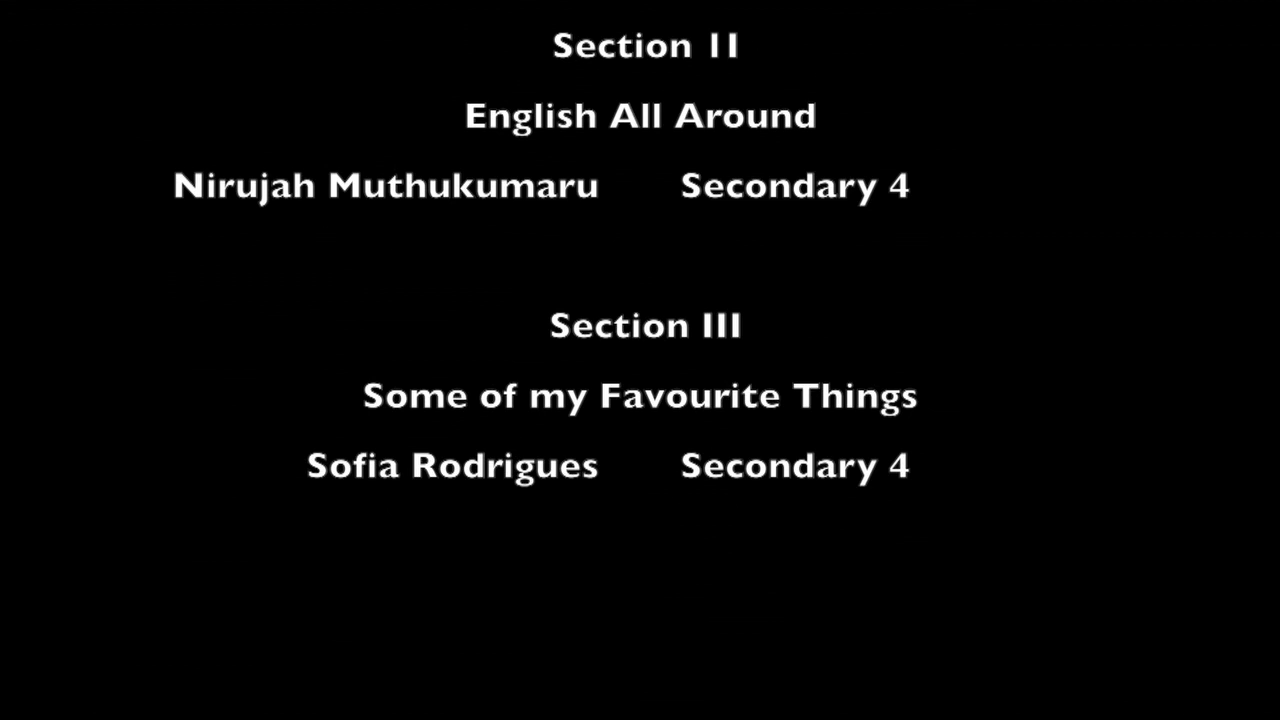 Section 1I
English All Around
Nirujah Muthukumaru Secondary 4
Section III
Some of my Favourite Things
Sofia Rodrigues Secondary 4